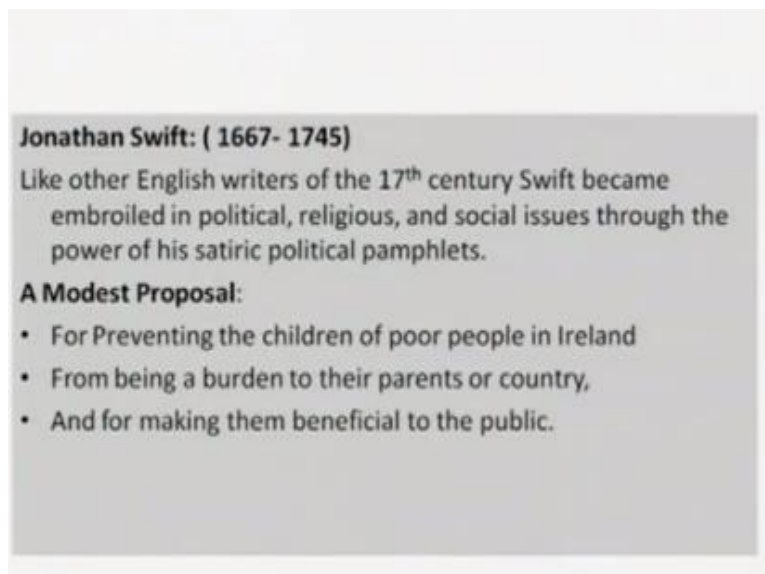 Jonathan Swift: ( 1667- 1745)
Like other English writers of the 17th century Swift became
embroiled in political, religious, and social issues through the
power of his satiric political pamphlets.
A Modest Proposal:
• For Preventing the children of poor people in Ireland
• From being a burden to their parents or country,
• And for making them beneficial to the public.